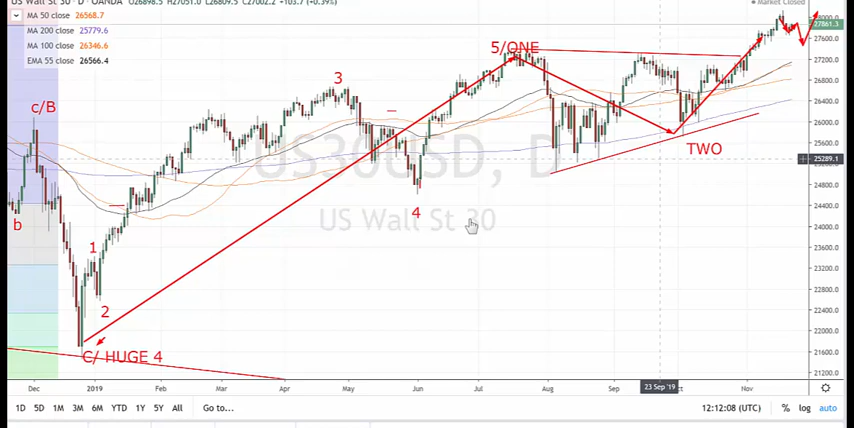 US Wall St 30 · D · OANDA O26898.5 H27051.0 L26809.5 C27002.2 +103.7 (+0.39%)
Market Closed
MA 50 close 26568.7
MA 200 close 25779.6
MA 100 close 26346.6
EMA 55 close 26566.4
28000.0
27861.3
27600.0
27200.0
26800.0
26400.0
26000.0
25600.0
25289.1
24800.0
24400.0
24000.0
23600.0
23200.0
22800.0
22400.0
22000.0
21600.0
21200.0
5/ONE
3
c/B
TWO
US30USD, D
US Wall St 30
4
b
1
2
C/ HUGE 4
Dec 2019 Feb Mar Apr May Jun Jul Aug Sep 23 Sep '19 Oct Nov
1D 5D 1M 3M 6M YTD 1Y 5Y All Go to... 12:12:08 (UTC) % log auto